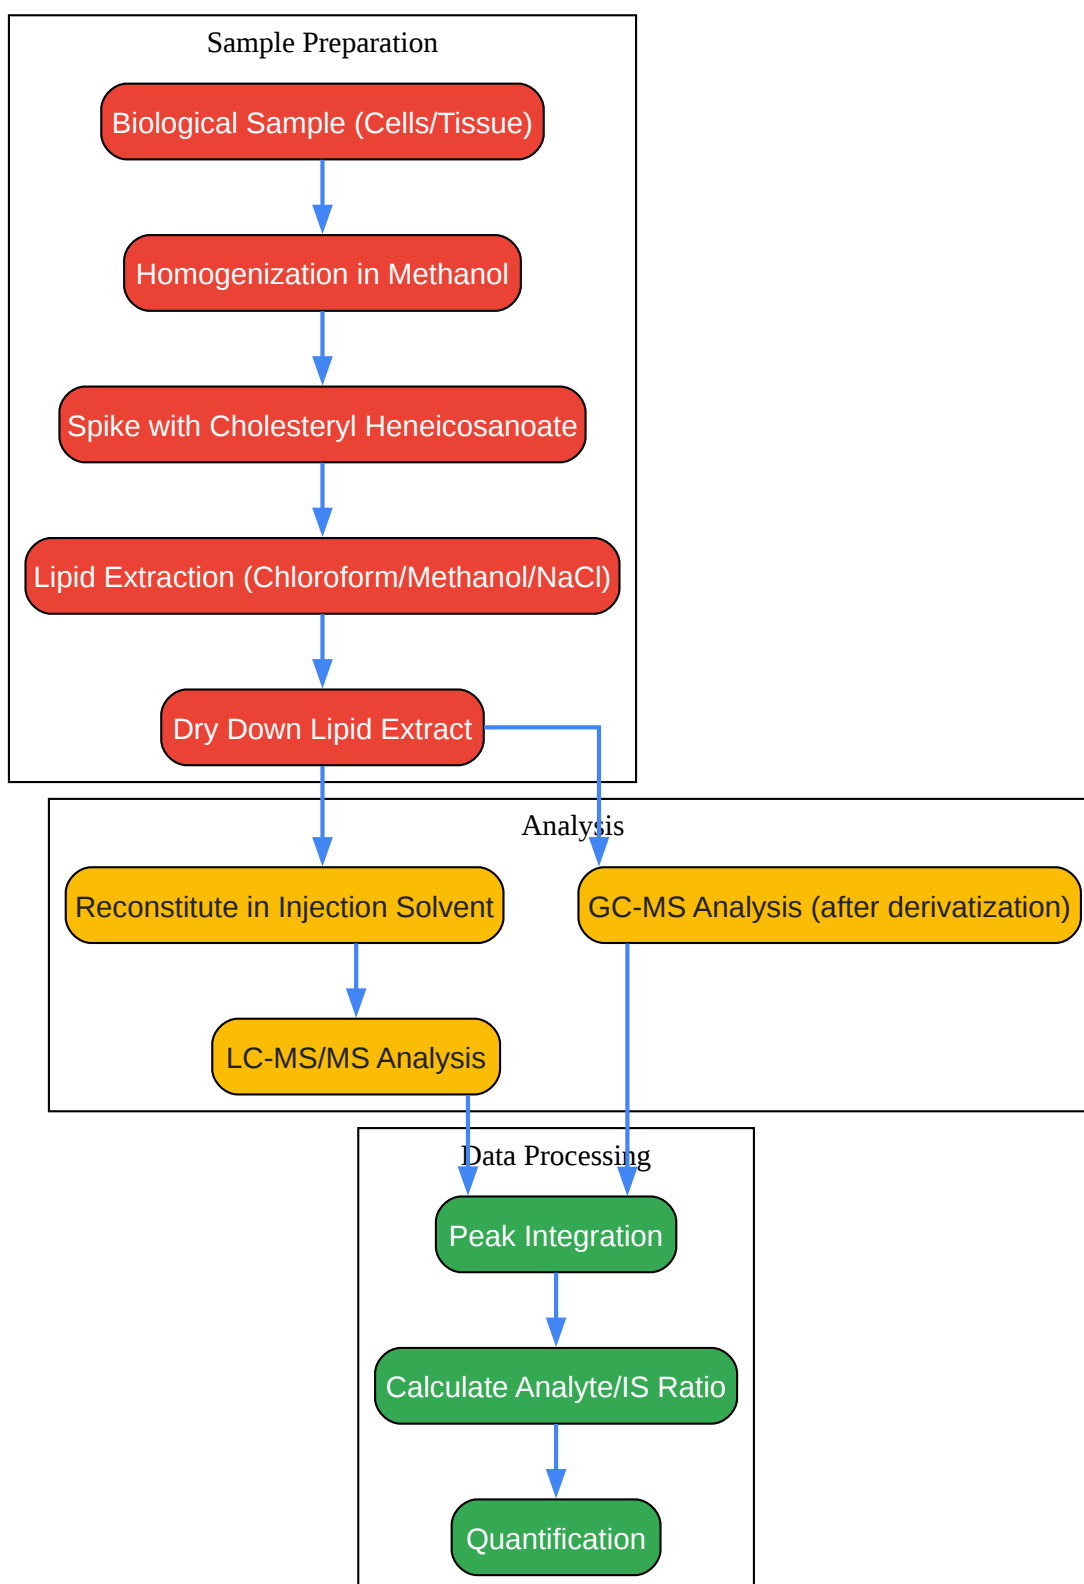 Sample Preparation
Biological Sample (Cells/Tissue)
Homogenization in Methanol
Spike with Cholesteryl Heneicosanoate
Lipid Extraction (Chloroform/Methanol/NaCl)
Dry Down Lipid Extract
Analysis
Reconstitute in Injection Solvent
GC-MS Analysis (after derivatization)
LC-MS/MS Analysis
Data Processing
Peak Integration
Calculate Analyte/IS Ratio
Quantification